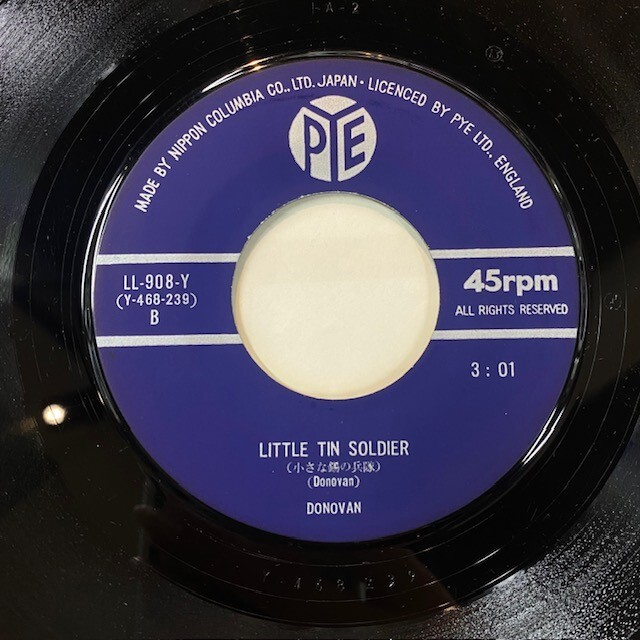 MADE BY NIPPON COLUMBIA CO., LTD. JAPAN · LICENCED BY PYE LTD., ENGLAND
PYE
LL-908-Y
(Y-468-239)
B
45rpm
ALL RIGHTS RESERVED
3 : 01
LITTLE TIN SOLDIER
(小さな錫の兵隊)
(Donovan)
DONOVAN